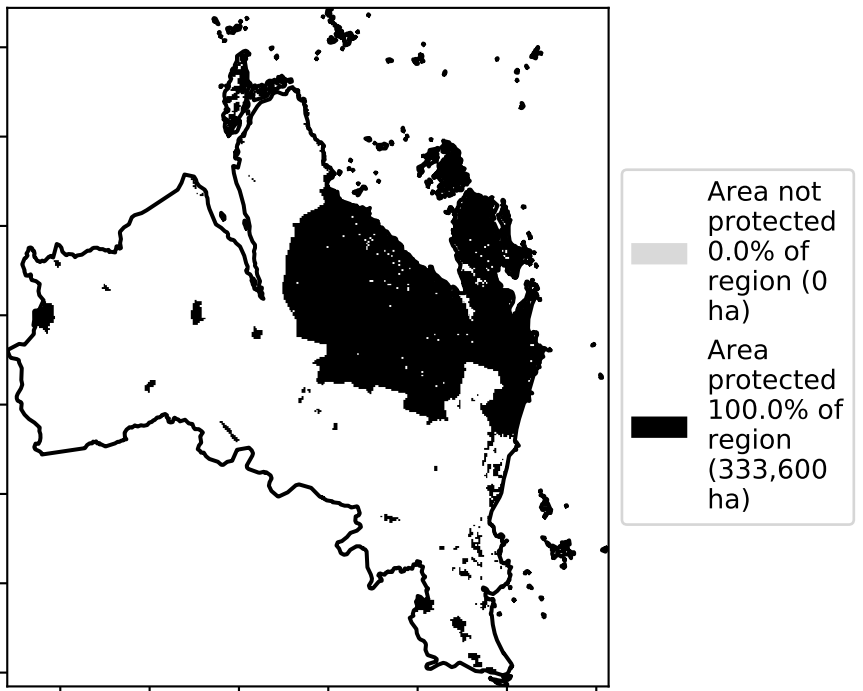 Area not
protected
0.0% of
region (0
ha)
Area
protected
100.0% of
region
(333,600
ha)